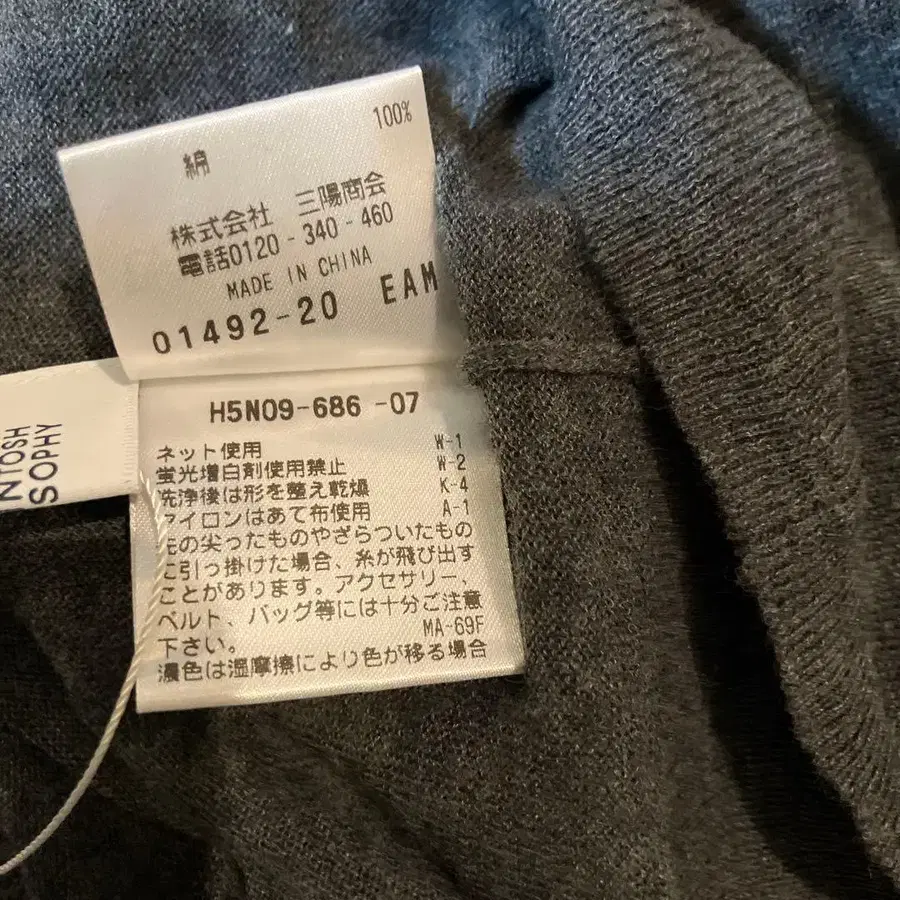 綿 100%
株式会社 三陽商会
電話0120-340-460
MADE IN CHINA
01492-20 EAM
NTOSH
SOPHY
H5N09-686 -07
ネット使用 W-1
蛍光増白剤使用禁止 W-2
洗浄後は形を整え乾燥 K-4
アイロンはあて布使用 A-1
先の尖ったものやざらついたもの
に引っ掛けた場合、糸が飛び出す
ことがあります。アクセサリー、
ベルト、バッグ等には十分ご注意
下さい。 MA-69F
濃色は湿摩擦により色が移る場合